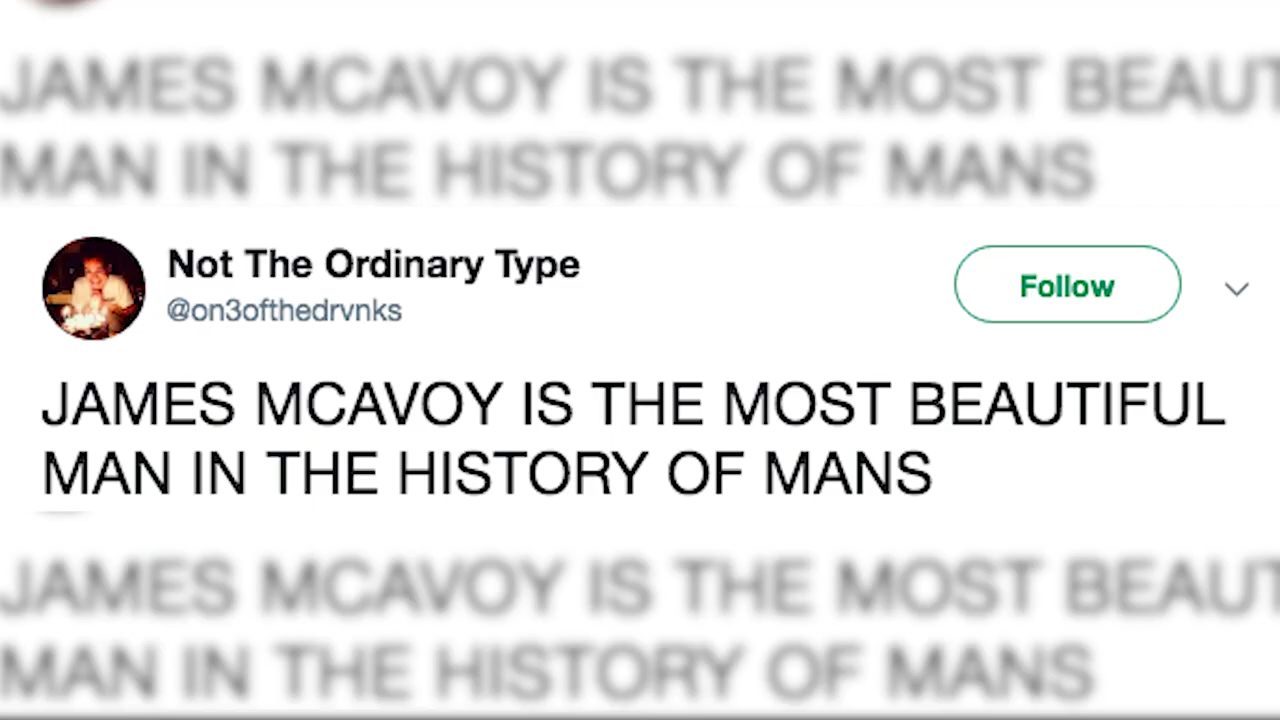 JAMES MCAVOY IS THE MOST BEAUT
MAN IN THE HISTORY OF MANS
Not The Ordinary Type
@on3ofthedrvnks
Follow
JAMES MCAVOY IS THE MOST BEAUTIFUL
MAN IN THE HISTORY OF MANS
JAMES MCAVOY IS THE MOST BEAUT
MAN IN THE HISTORY OF MANS